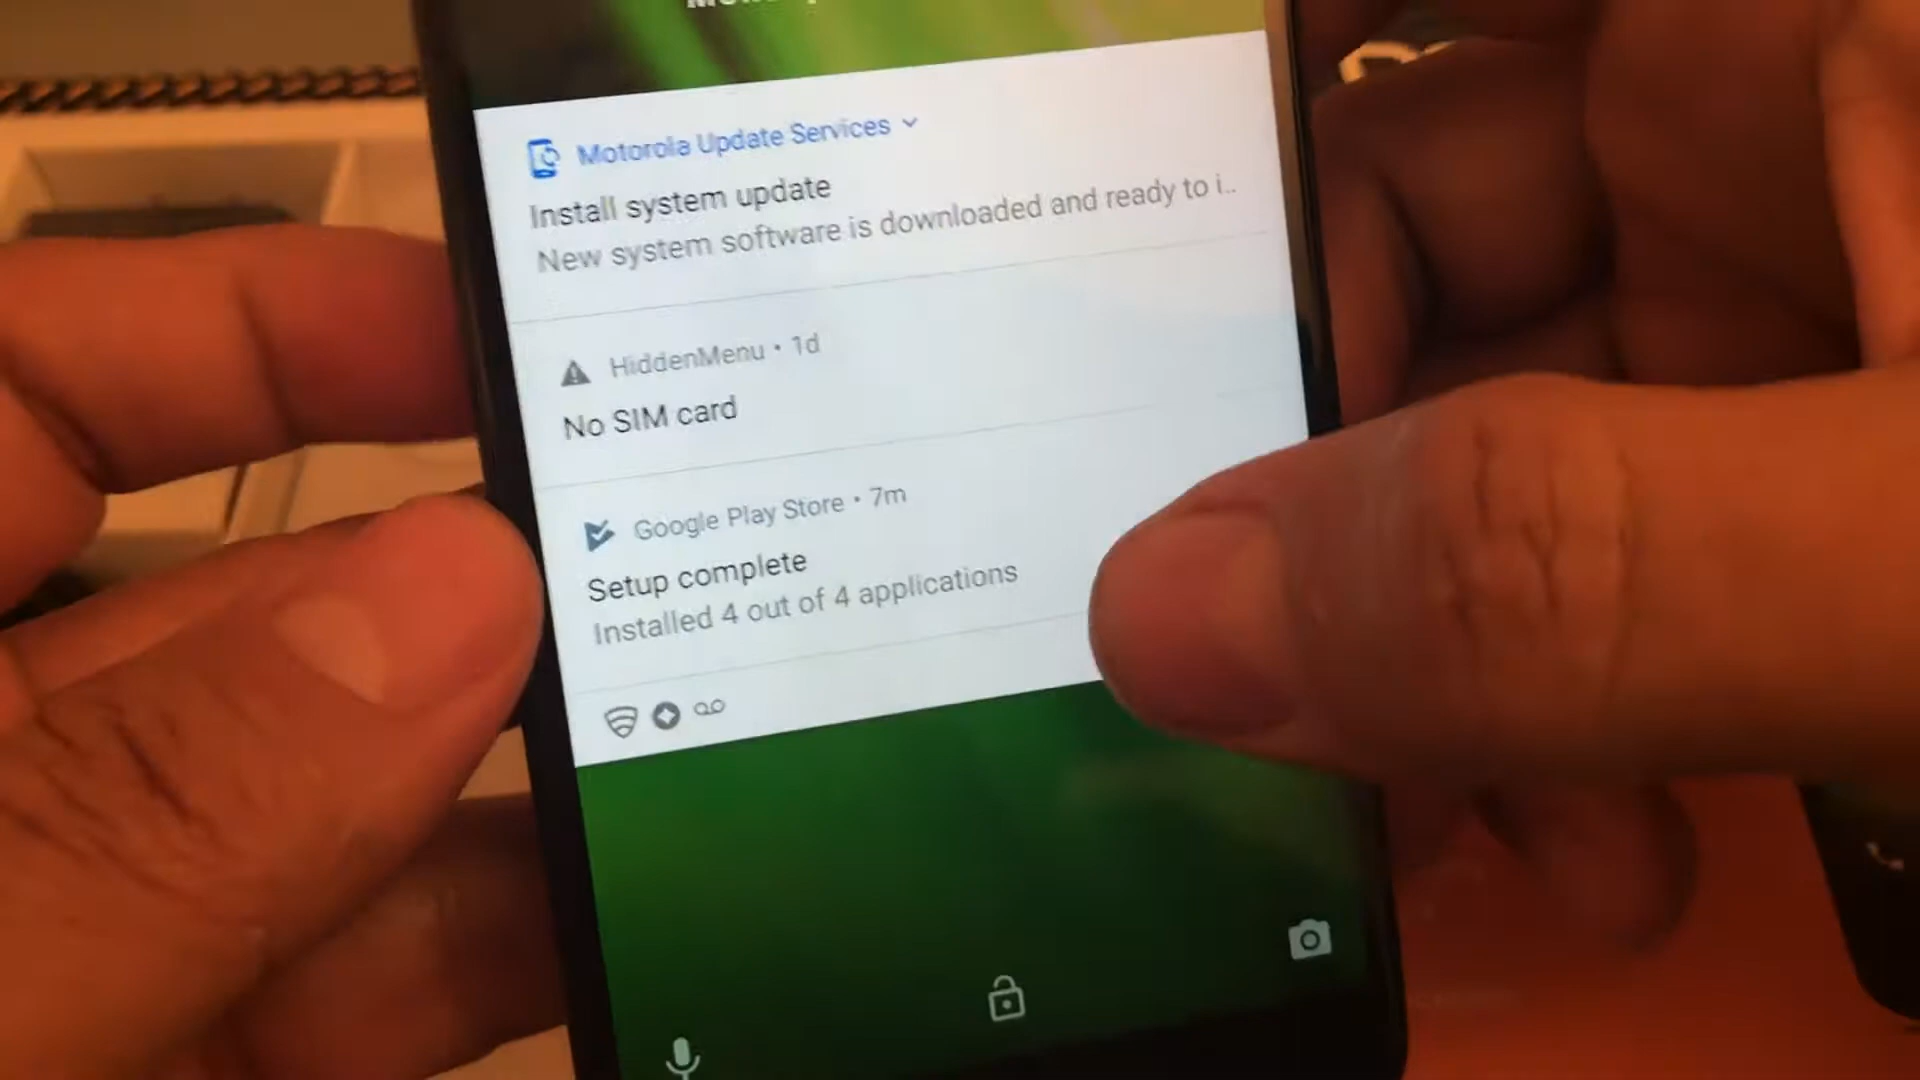 Motorola Update Services
Install system update
New system software is downloaded and ready to i..
HiddenMenu • 1d
No SIM card
Google Play Store • 7m
Setup complete
Installed 4 out of 4 applications